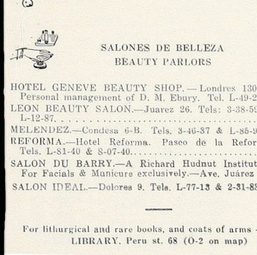 SALONES DE BELLEZA
BEAUTY PARLORS
HOTEL GENEVE BEAUTY SHOP.—Londres 130
Personal management of D. M. Ebury. Tel. L-49-2
LEON BEAUTY SALON.—Juarez 26. Tels: 3-38-5
L-12-87.
MELENDEZ.—Condesa 6-B. Tels. 3-46-37 & L-85-9
REFORMA.—Hotel Reforma. Paseo de la Refor
Tels. L-81-40 & 8-07-40.
SALON DU BARRY.—A Richard Hudnut Institut
For Facials & Manicure exclusively.—Ave. Juárez
SALON IDEAL.—Dolores 9. Tels. L-77-13 & 2-31-8
For lithurgical and rare books, and coats of arms -
LIBRARY. Peru st. 68 (O-2 on map)